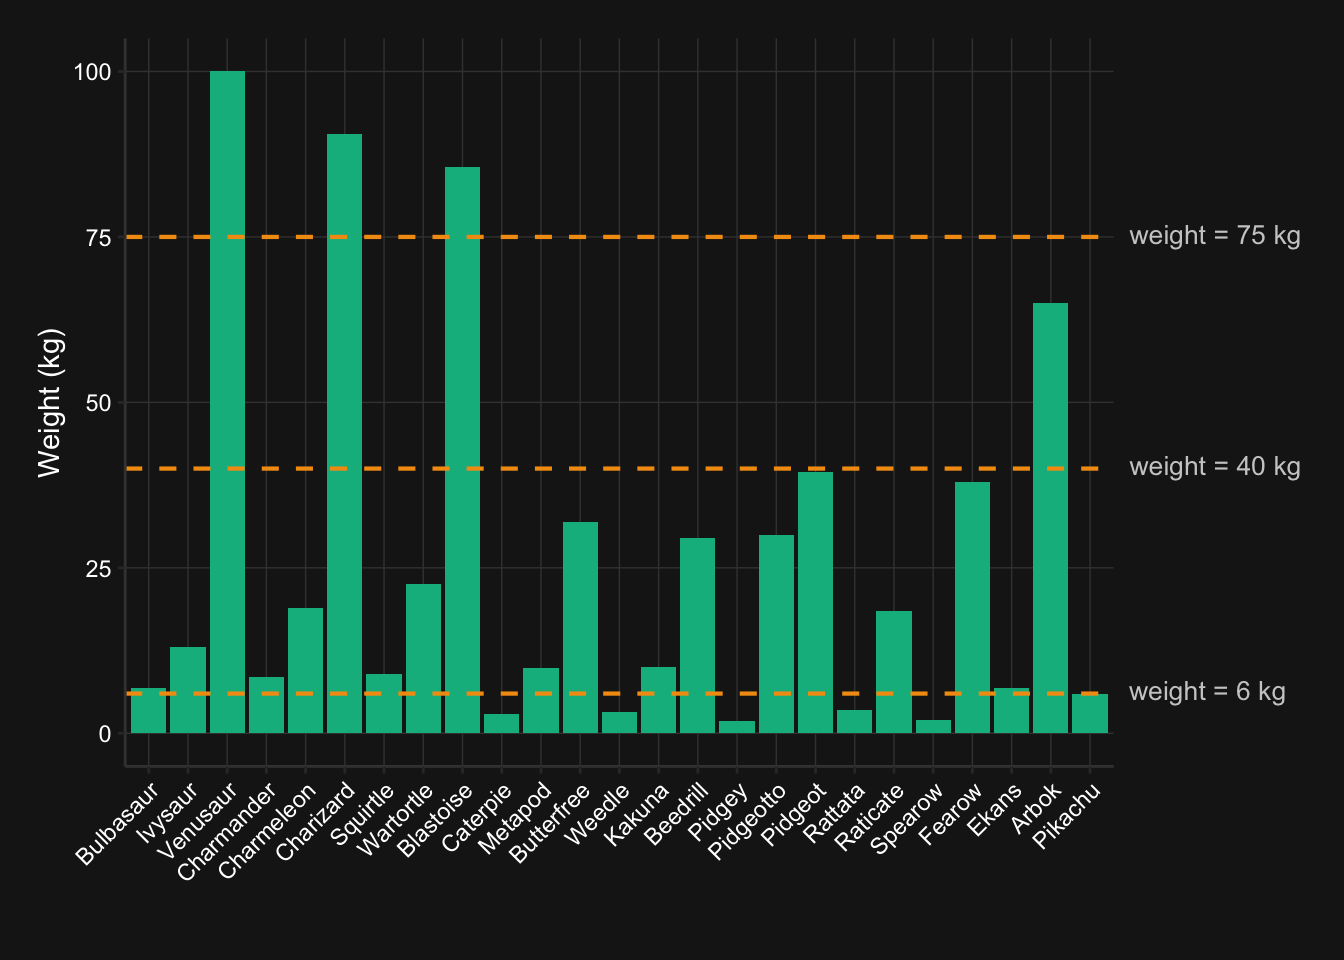 100
75
50
25
0
Weight (kg)
weight = 75 kg
weight = 40 kg
weight = 6 kg
Bulbasaur
Ivysaur
Venusaur
Charmander
Charmeleon
Charizard
Squirtle
Wartortle
Blastoise
Caterpie
Metapod
Butterfree
Weedle
Kakuna
Beedrill
Pidgey
Pidgeotto
Pidgeot
Rattata
Raticate
Spearow
Fearow
Ekans
Arbok
Pikachu